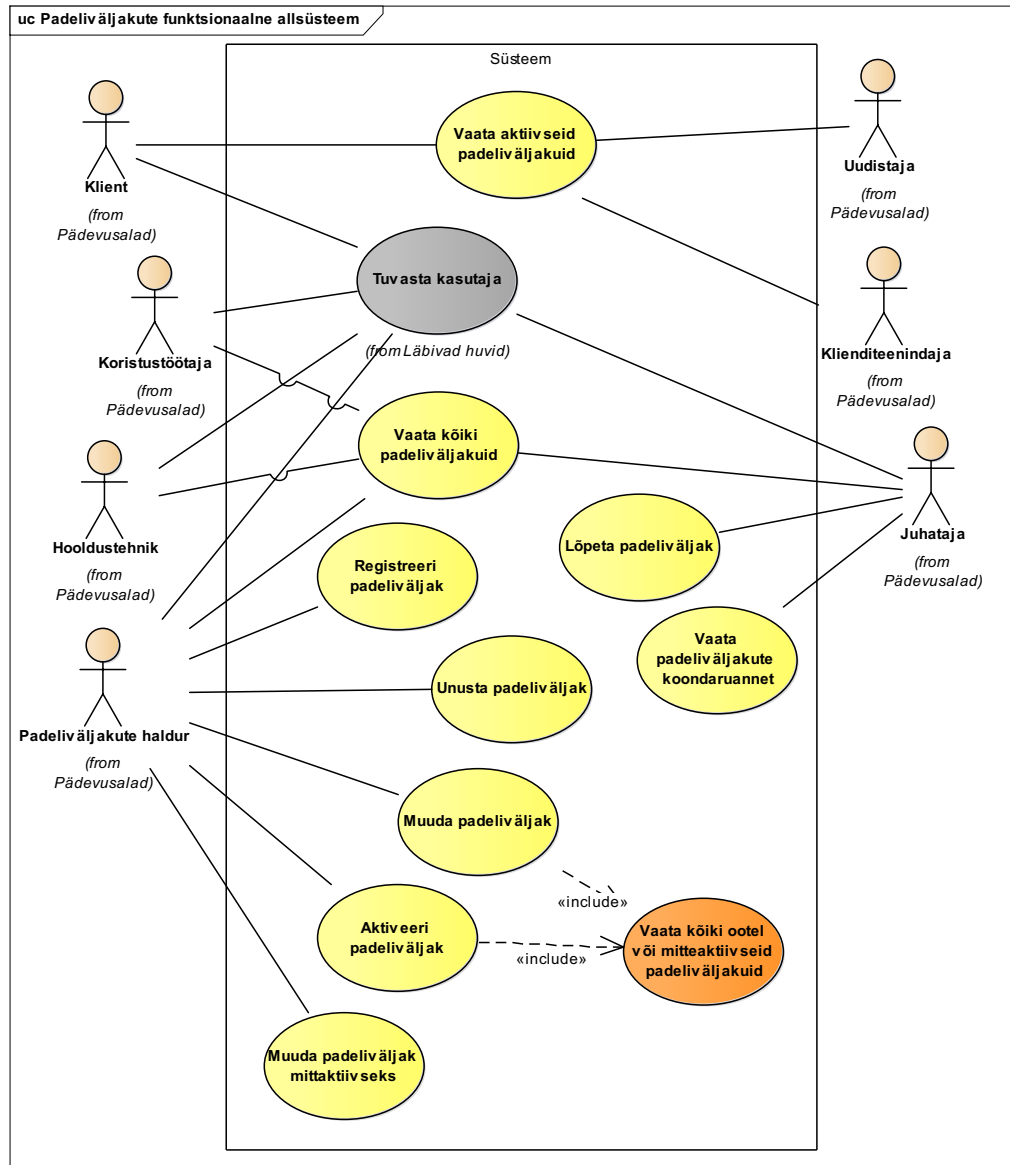 uc Padeliväljakute funktsionaalne allsüsteem
Süsteem
Klient
(from
Pädevusalad)
Vaata aktiivseid
padeliväljakuid
Uudistaja
(from
Pädevusalad)
Tuvasta kasutaja
(from Läbivad huvid)
Koristustöötaja
(from
Pädevusalad)
Klienditeenindaja
(from
Pädevusalad)
Vaata kõiki
padeliväljakuid
Hooldustehnik
(from
Pädevusalad)
Lõpeta padeliväljak
Juhataja
(from
Pädevusalad)
Registreeri
padeliväljak
Vaata
padeliväljakute
koondaruannet
Unusta padeliväljak
Padeliväljakute haldur
(from
Pädevusalad)
Muuda padeliväljak
«include»
Aktiveeri
padeliväljak
«include»
Vaata kõiki ootel
või mitteaktiivseid
padeliväljakuid
Muuda padeliväljak
mittaktiivseks